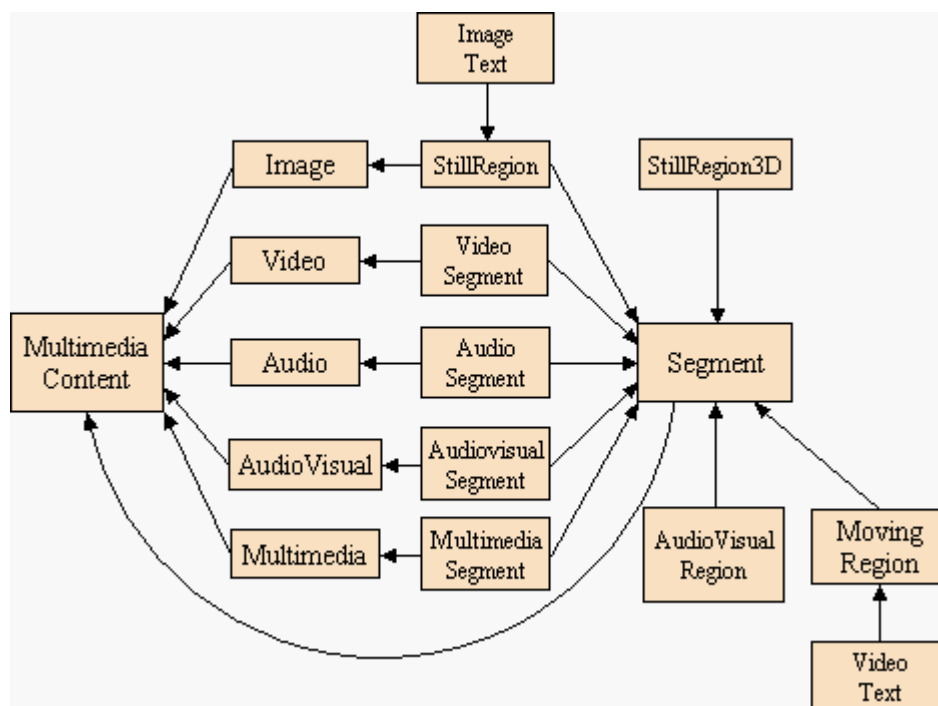 Image
Text
Image
StillRegion
StillRegion3D
Video
Video
Segment
Multimedia
Content
Audio
Audio
Segment
Segment
AudioVisual
Audiovisual
Segment
Multimedia
Multimedia
Segment
AudioVisual
Region
Moving
Region
Video
Text